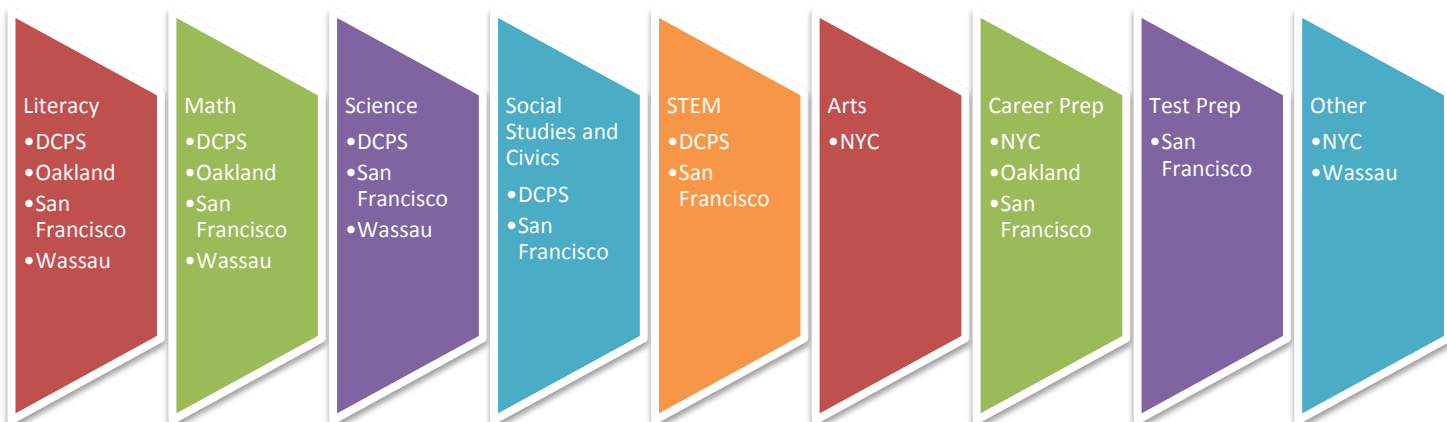 Literacy
•DCPS
•Oakland
•San
Francisco
•Wassau
Math
•DCPS
•Oakland
•San
Francisco
•Wassau
Science
•DCPS
•San
Francisco
•Wassau
Social
Studies and
Civics
•DCPS
•San
Francisco
STEM
•DCPS
•San
Francisco
Arts
•NYC
Career Prep
•NYC
•Oakland
•San
Francisco
Test Prep
•San
Francisco
Other
•NYC
•Wassau